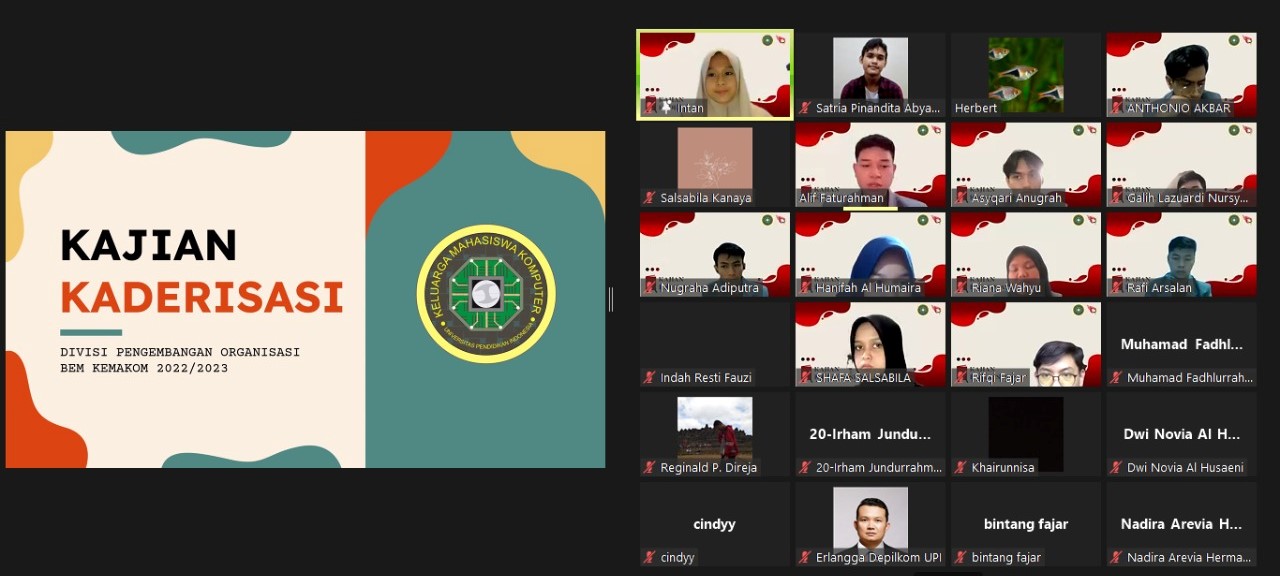 KAJIAN
KADERISASI
DIVISI PENGEMBANGAN ORGANISASI
BEM KEMAKOM 2022/2023
KELUARGA MAHASISWA KOMPUTER
UNIVERSITAS PENDIDIKAN INDONESIA
Intan
Satria Pinandita Abya...
Herbert
ANTHONIO AKBAR
Salsabila Kanaya
Alif Faturahman
Asyqari Anugrah
Galih Lazuardi Nursy...
Nugraha Adiputra
Hanifah Al Humaira
Riana Wahyu
Rafi Arsalan
Indah Resti Fauzi
SHAFA SALSABILA
Rifqi Fajar
Muhamad Fadhl...
Muhamad Fadhlurrah...
Reginald P. Direja
20-Irham Jundu...
20-Irham Jundurrahm...
Khairunnisa
Dwi Novia Al H...
Dwi Novia Al Husaeni
cindyy
cindyy
Erlangga Depilkom UPI
bintang fajar
bintang fajar
Nadira Arevia H...
Nadira Arevia Herma...